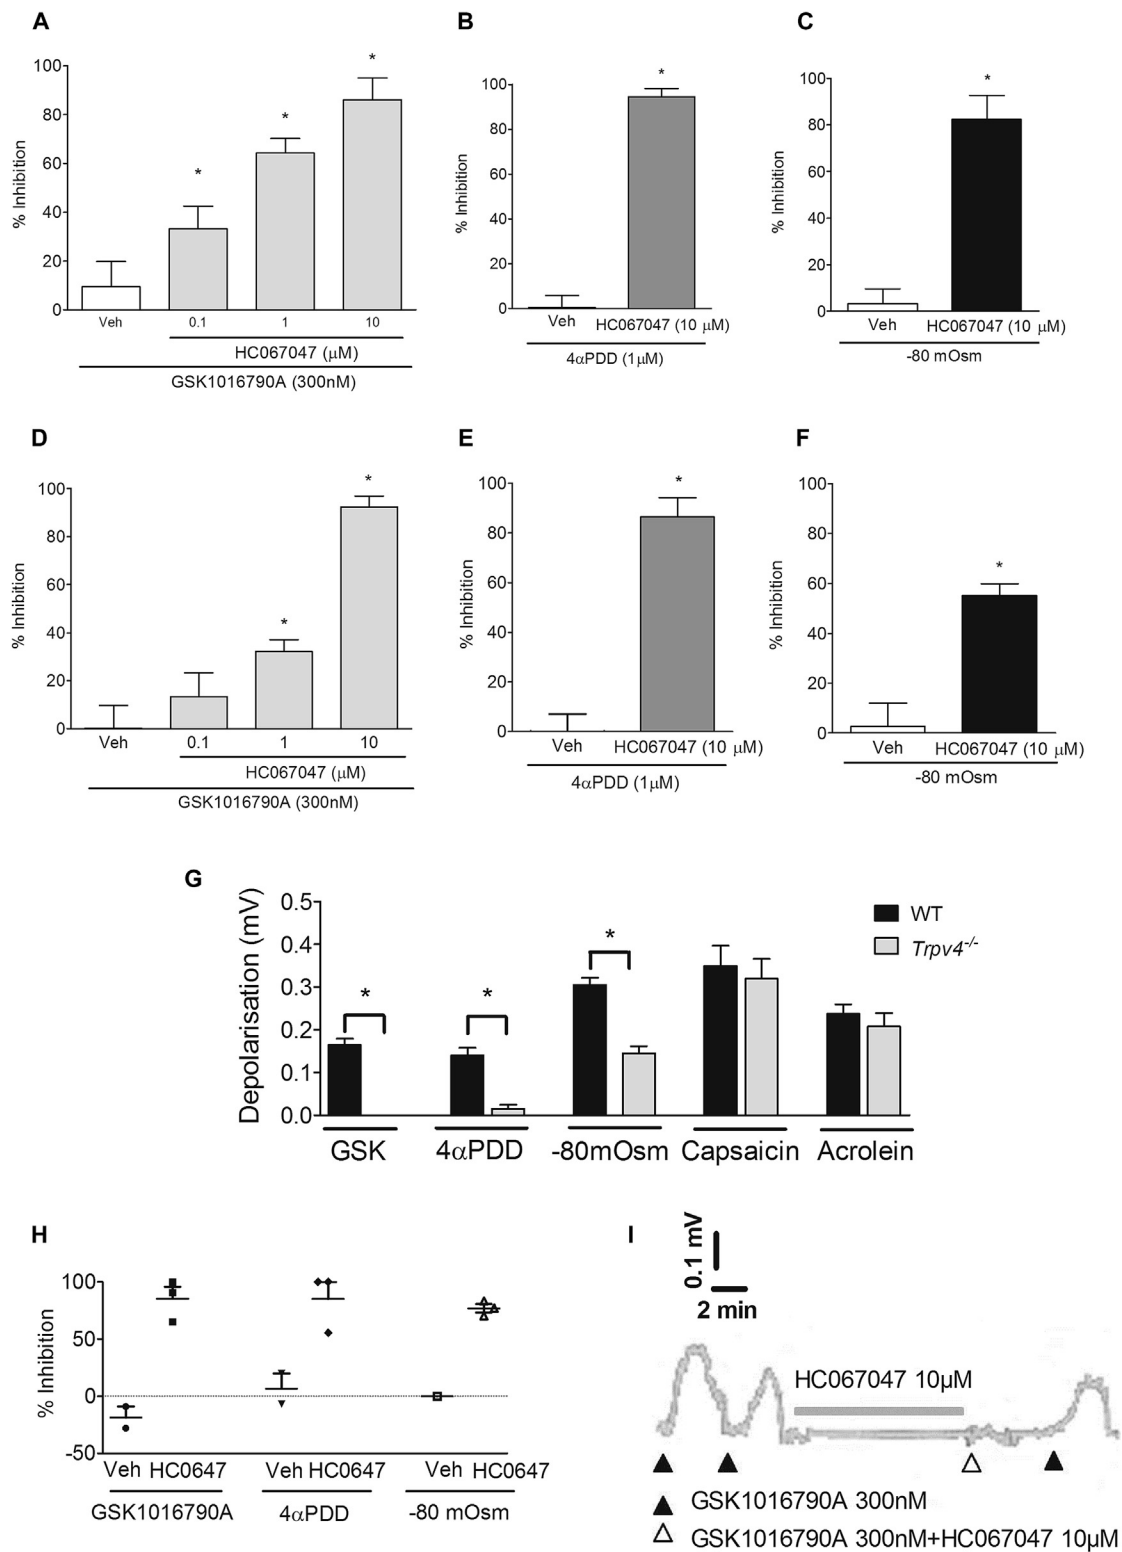 A
% Inhibition
100
80
60
40
20
0
*
*
*
Veh
0.1
1
10
HC067047 (μM)
GSK1016790A (300nM)
B
% Inhibition
100
80
60
40
20
0
*
Veh
HC067047 (10 μM)
4αPDD (1μM)
C
% Inhibition
100
80
60
40
20
0
*
Veh
HC067047 (10 μM)
-80 mOsm
D
% Inhibition
100
80
60
40
20
0
*
*
Veh
0.1
1
10
HC067047 (μM)
GSK1016790A (300nM)
E
% Inhibition
100
80
60
40
20
0
*
Veh
HC067047 (10 μM)
4αPDD (1μM)
F
% Inhibition
100
80
60
40
20
0
*
Veh
HC067047 (10 μM)
-80 mOsm
G
Depolarisation (mV)
0.5
0.4
0.3
0.2
0.1
0.0
*
*
*
WT
Trpv4-/-
GSK
4αPDD
-80mOsm
Capsaicin
Acrolein
H
% Inhibition
100
50
0
-50
Veh HC0647
Veh HC0647
Veh HC0647
GSK1016790A
4αPDD
-80 mOsm
I
0.1 mV
2 min
HC067047 10μM
GSK1016790A 300nM
GSK1016790A 300nM+HC067047 10μM